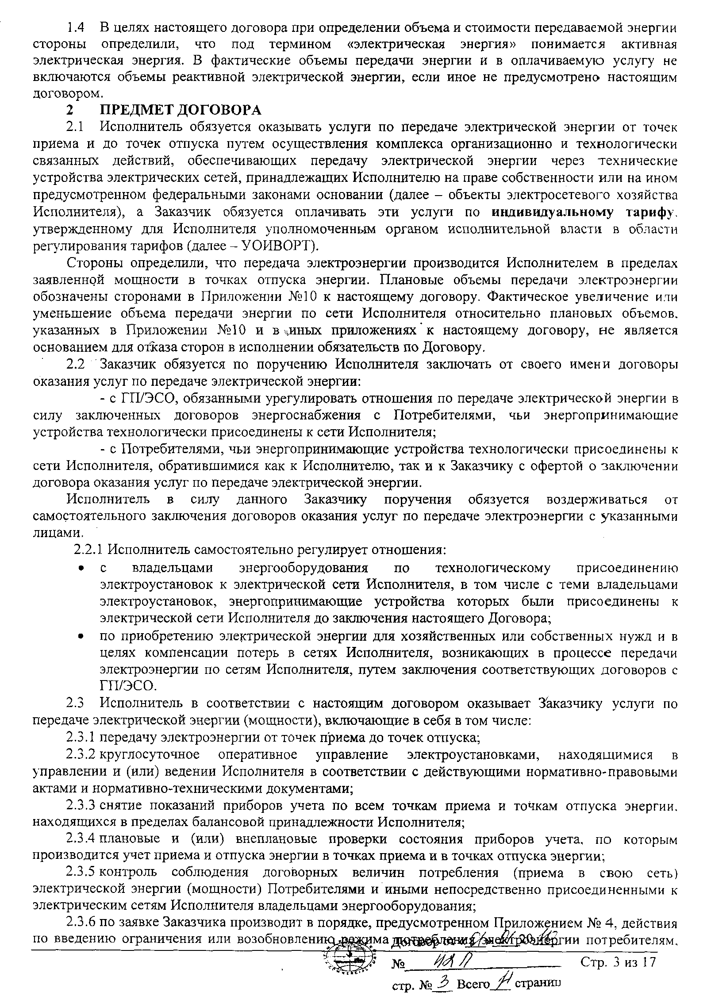 1.4 В целях настоящего договора при определении объема и стоимости передаваемой энергии
стороны определили, что под термином «электрическая энергия» понимается активная
электрическая энергия. В фактические объемы передачи энергии и в оплачиваемую услугу не
включаются объемы реактивной электрической энергии, если иное не предусмотрено настоящим
договором.
2 ПРЕДМЕТ ДОГОВОРА
2.1 Исполнитель обязуется оказывать услуги по передаче электрической энергии от точек
приема и до точек отпуска путем осуществления комплекса организационно и технологически
связанных действий, обеспечивающих передачу электрической энергии через технические
устройства электрических сетей, принадлежащих Исполнителю на праве собственности или на ином
предусмотренном федеральными законами основании (далее – объекты электросетевого хозяйства
Исполнителя), а Заказчик обязуется оплачивать эти услуги по индивидуальному тарифу,
утвержденному для Исполнителя уполномоченным органом исполнительной власти в области
регулирования тарифов (далее – УОИВОРТ).
Стороны определили, что передача электроэнергии производится Исполнителем в пределах
заявленной мощности в точках отпуска энергии. Плановые объемы передачи электроэнергии
обозначены сторонами в Приложении №10 к настоящему договору. Фактическое увеличение или
уменьшение объема передачи энергии по сети Исполнителя относительно плановых объемов,
указанных в Приложении №10 и в иных приложениях к настоящему договору, не является
основанием для отказа сторон в исполнении обязательств по Договору.
2.2 Заказчик обязуется по поручению Исполнителя заключать от своего имени договоры
оказания услуг по передаче электрической энергии:
- с ГП/ЭСО, обязанными урегулировать отношения по передаче электрической энергии в
силу заключенных договоров энергоснабжения с Потребителями, чьи энергопринимающие
устройства технологически присоединены к сети Исполнителя;
- с Потребителями, чьи энергопринимающие устройства технологически присоединены к
сети Исполнителя, обратившимися как к Исполнителю, так и к Заказчику с офертой о заключении
договора оказания услуг по передаче электрической энергии.
Исполнитель в силу данного Заказчику поручения обязуется воздерживаться от
самостоятельного заключения договоров оказания услуг по передаче электроэнергии с указанными
лицами.
2.2.1 Исполнитель самостоятельно регулирует отношения:
• с владельцами энергооборудования по технологическому присоединению
электроустановок к электрической сети Исполнителя, в том числе с теми владельцами
электроустановок, энергопринимающие устройства которых были присоединены к
электрической сети Исполнителя до заключения настоящего Договора;
• по приобретению электрической энергии для хозяйственных или собственных нужд и в
целях компенсации потерь в сетях Исполнителя, возникающих в процессе передачи
электроэнергии по сетям Исполнителя, путем заключения соответствующих договоров с
ГП/ЭСО.
2.3 Исполнитель в соответствии с настоящим договором оказывает Заказчику услуги по
передаче электрической энергии (мощности), включающие в себя в том числе:
2.3.1 передачу электроэнергии от точек приема до точек отпуска;
2.3.2 круглосуточное оперативное управление электроустановками, находящимися в
управлении и (или) ведении Исполнителя в соответствии с действующими нормативно-правовыми
актами и нормативно-техническими документами;
2.3.3 снятие показаний приборов учета по всем точкам приема и точкам отпуска энергии,
находящихся в пределах балансовой принадлежности Исполнителя;
2.3.4 плановые и (или) внеплановые проверки состояния приборов учета, по которым
производится учет приема и отпуска энергии в точках приема и в точках отпуска энергии;
2.3.5 контроль соблюдения договорных величин потребления (приема в свою сеть)
электрической энергии (мощности) Потребителями и иными непосредственно присоединенными к
электрическим сетям Исполнителя владельцами энергооборудования;
2.3.6 по заявке Заказчика производит в порядке, предусмотренном Приложением № 4, действия
по введению ограничения или возобновлению режима потребления электроэнергии потребителям,
Договор от
№ Стр. 3 из 17
стр. № 3 Всего страниц